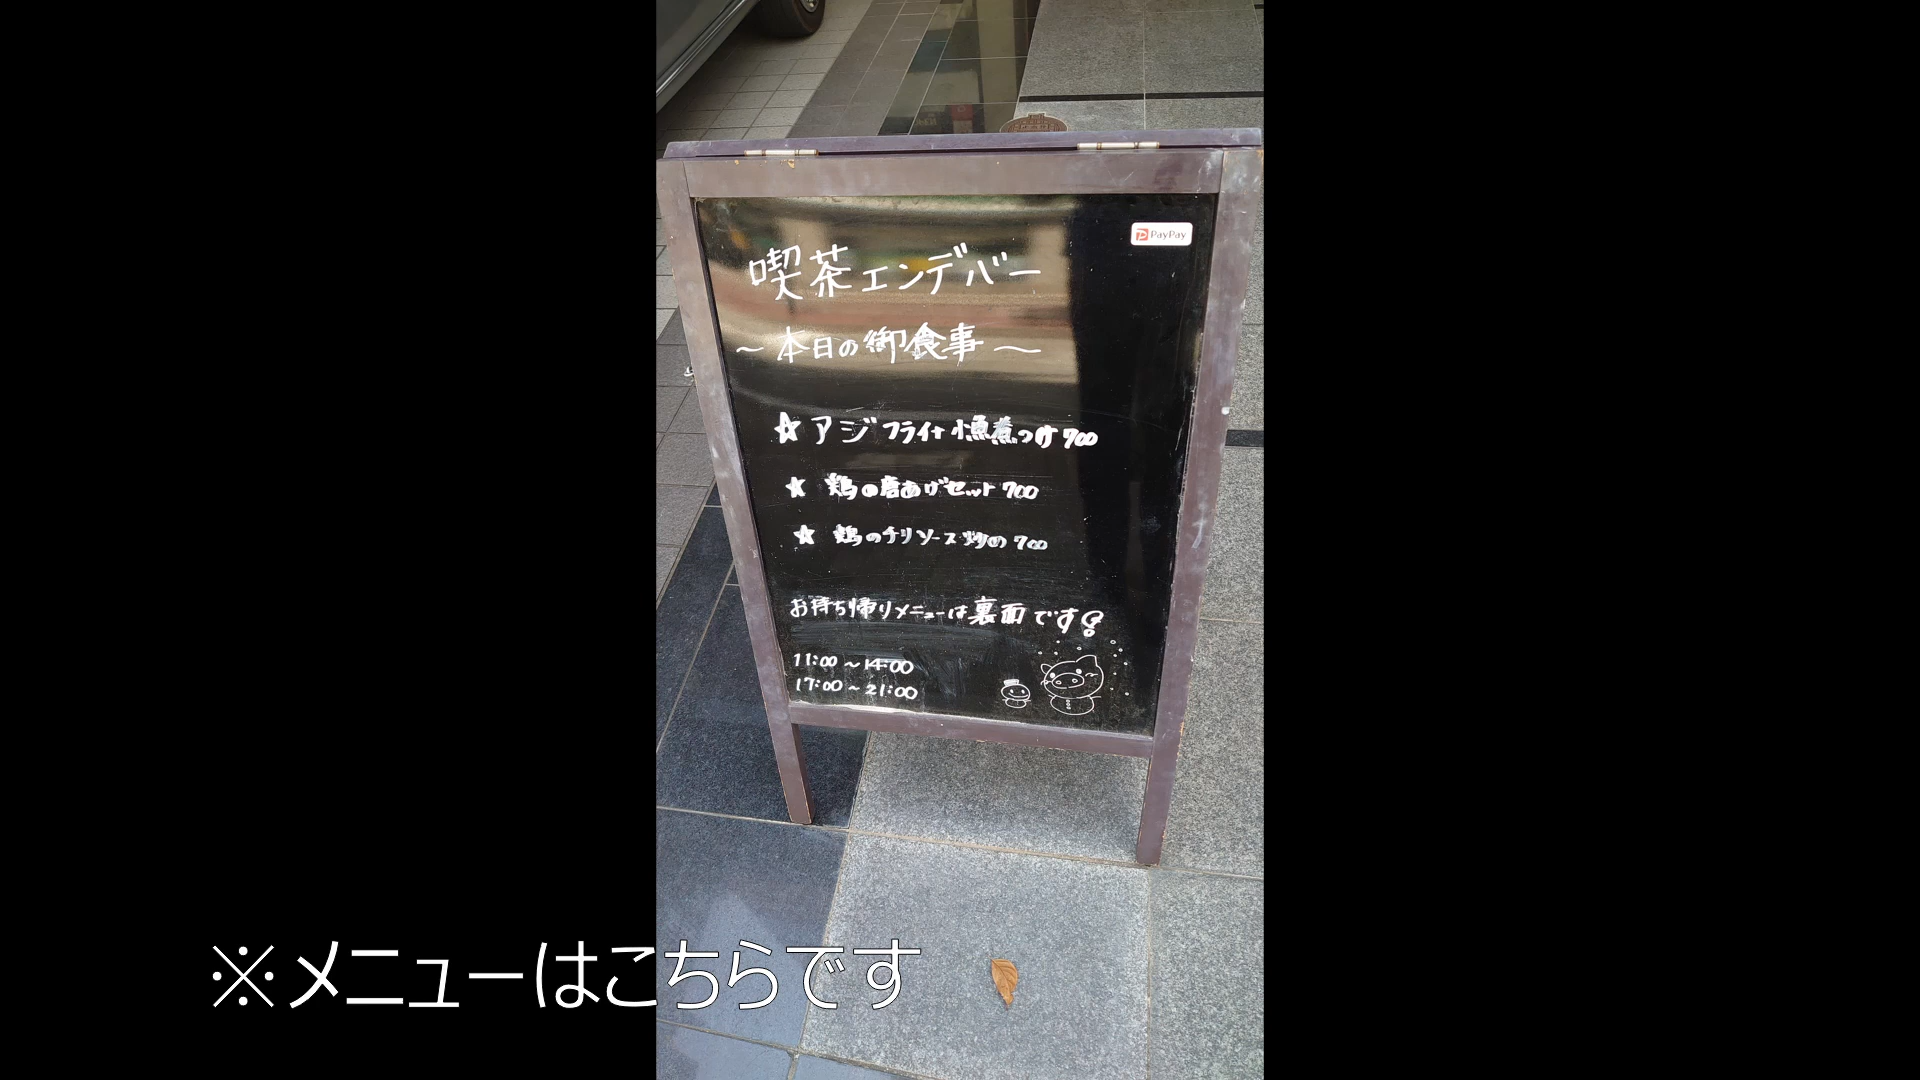 PayPay
喫茶エンデバー
～本日の御食事～
☆アジフライ+小魚煮つけ 700
★ 鶏の唐あげセット 700
☆ 鶏のチリソース炒め 700
お持ち帰りメニューは裏面です!
11:00～14:00
17:00～21:00
※メニューはこちらです